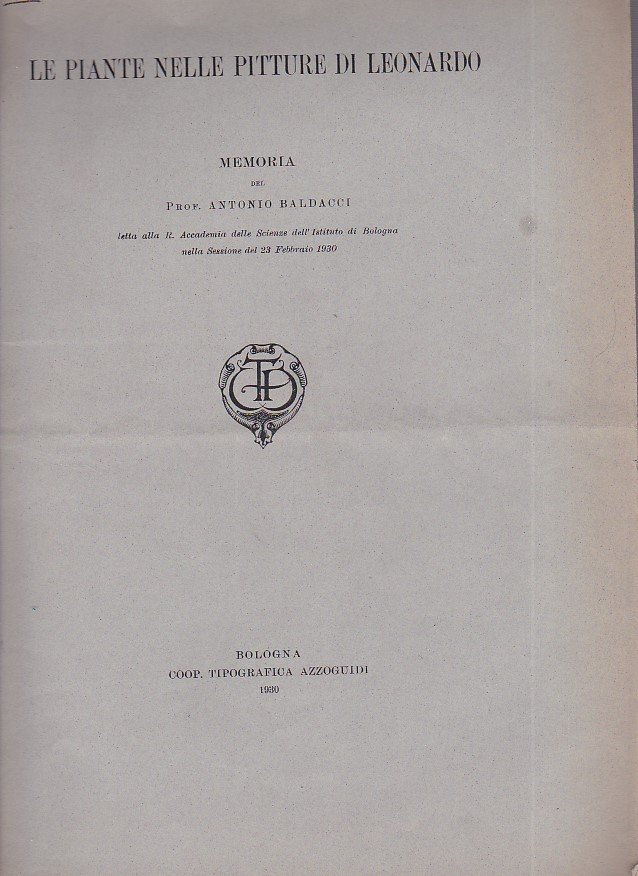 LE PIANTE NELLE PITTURE DI LEONARDO
MEMORIA
DEL
PROF. ANTONIO BALDACCI
letta alla R. Accademia delle Scienze dell' Istituto di Bologna
nella Sessione del 23 Febbraio 1930
BOLOGNA
COOP. TIPOGRAFICA AZZOGUIDI
1930